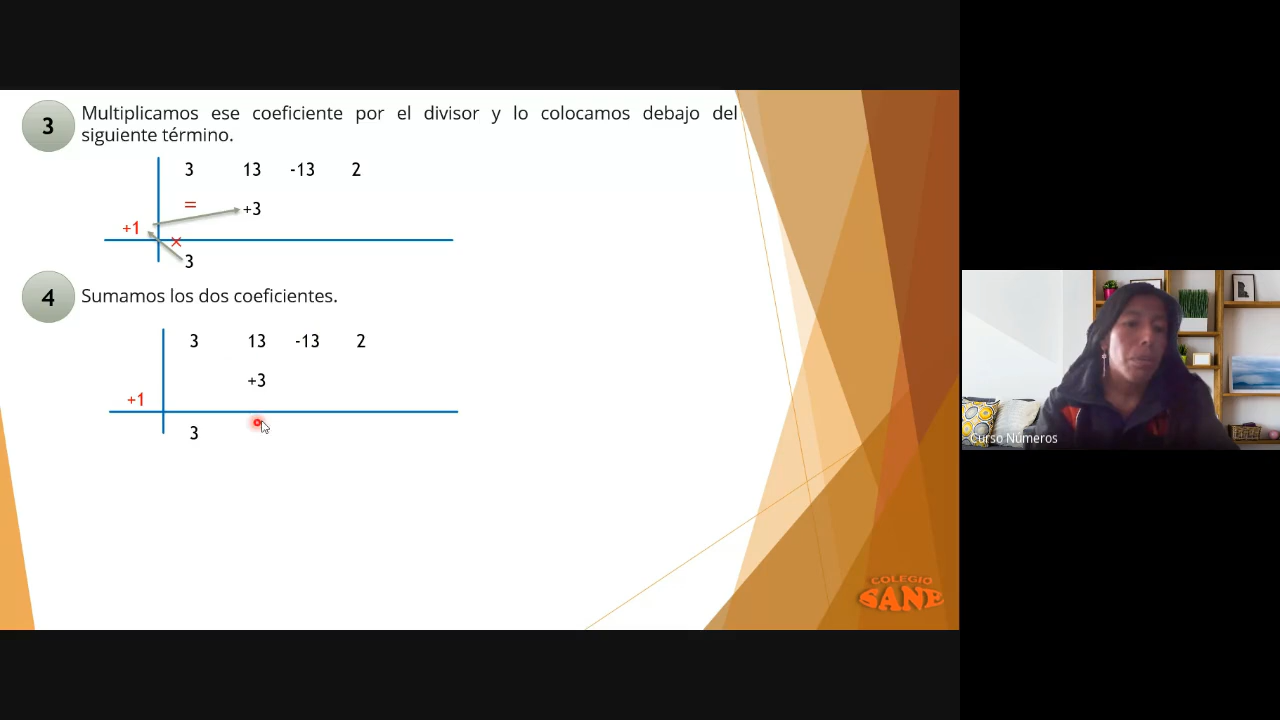 3
Multiplicamos ese coeficiente por el divisor y lo colocamos debajo del
siguiente término.
3 13 -13 2
= +3
+1
×
3
4
Sumamos los dos coeficientes.
3 13 -13 2
+3
+1
3
Curso Números
COLEGIO
SANE